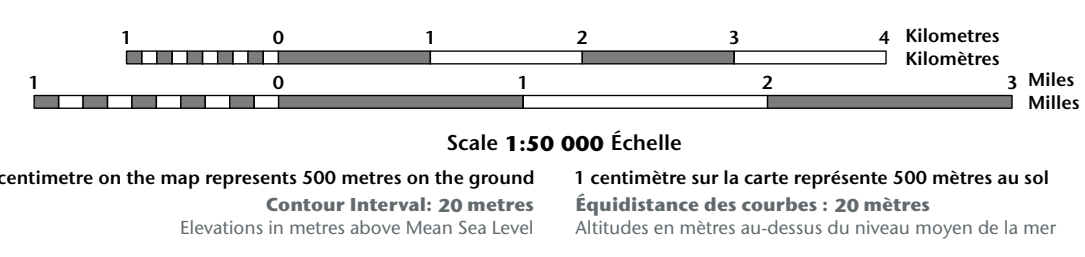 1 0 1 2 3 4 Kilometres
Kilomètres
1 0 1 2 3 Miles
Milles
Scale 1:50 000 Échelle
centimetre on the map represents 500 metres on the ground
Contour Interval: 20 metres
Elevations in metres above Mean Sea Level
1 centimètre sur la carte représente 500 mètres au sol
Équidistance des courbes : 20 mètres
Altitudes en mètres au-dessus du niveau moyen de la mer